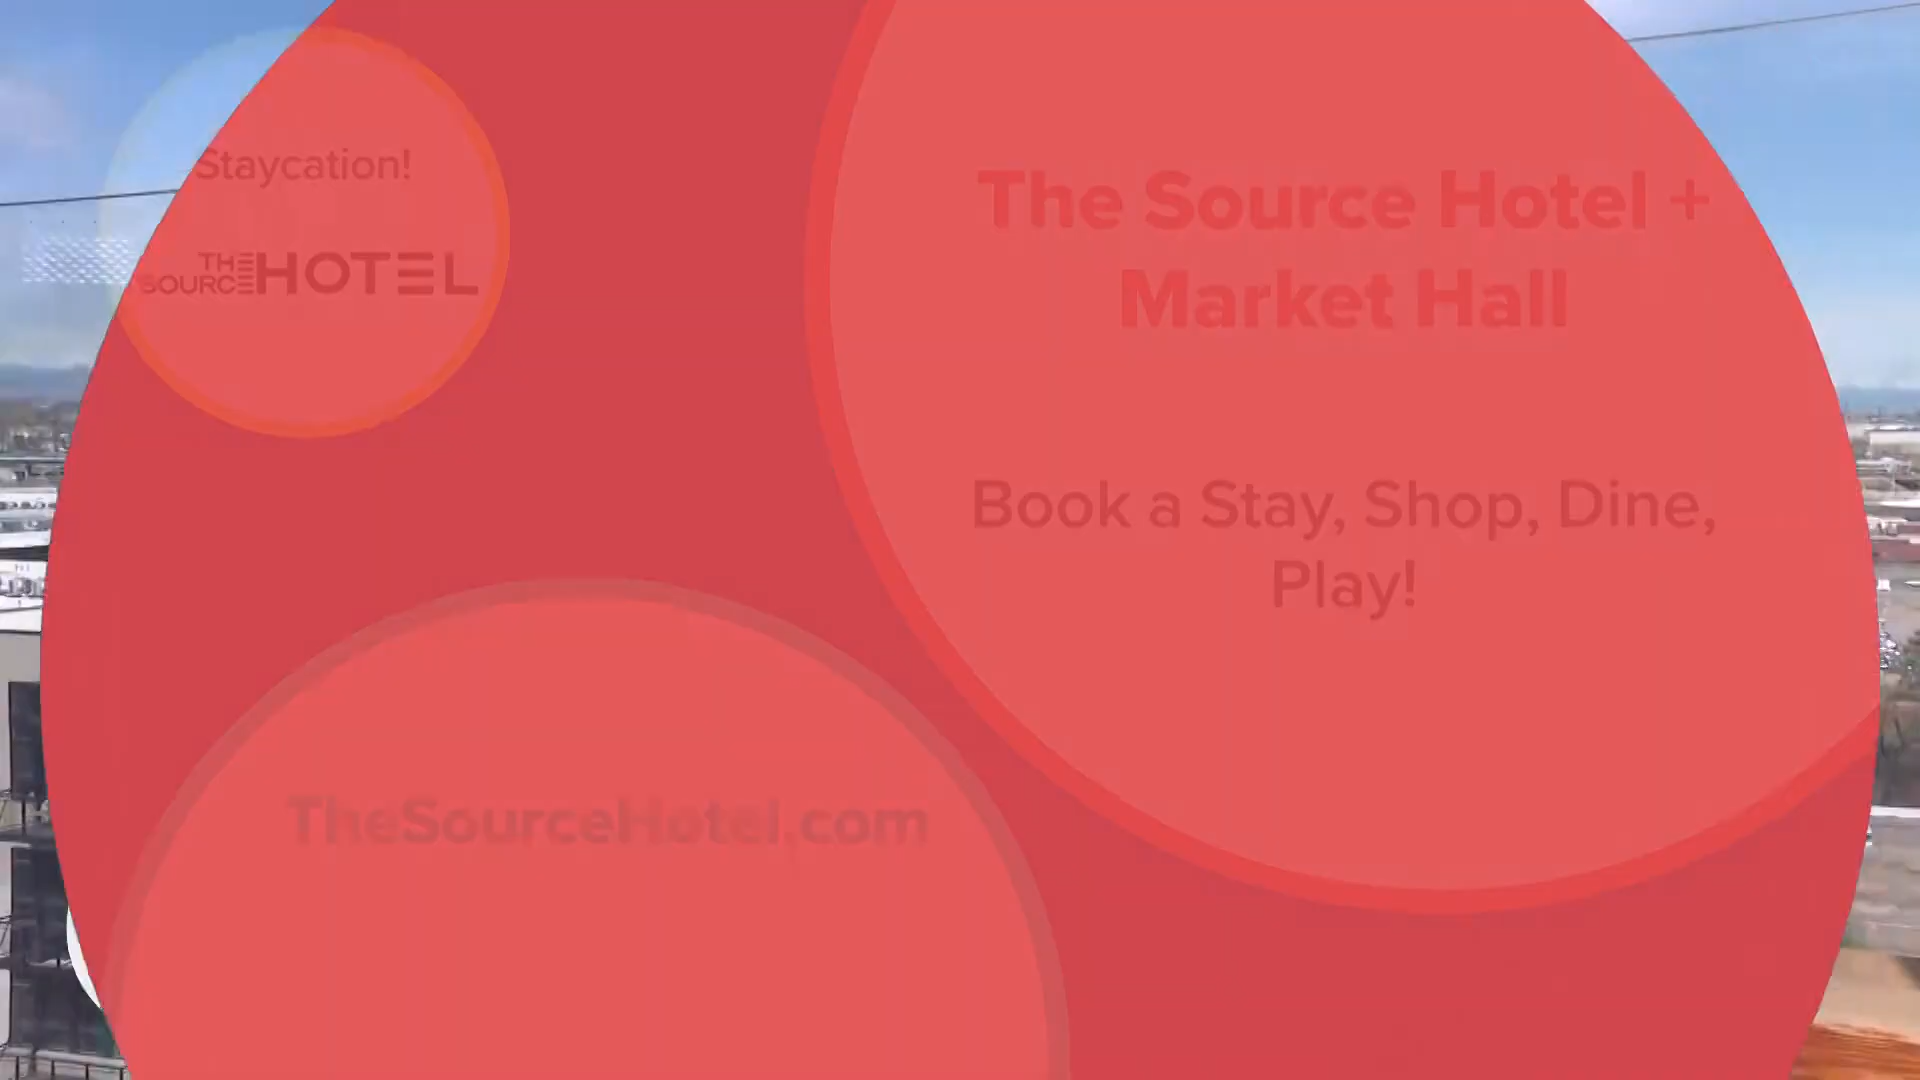 Staycation!
THE SOURCE HOTEL
The Source Hotel +
Market Hall
Book a Stay, Shop, Dine,
Play!
TheSourceHotel.com